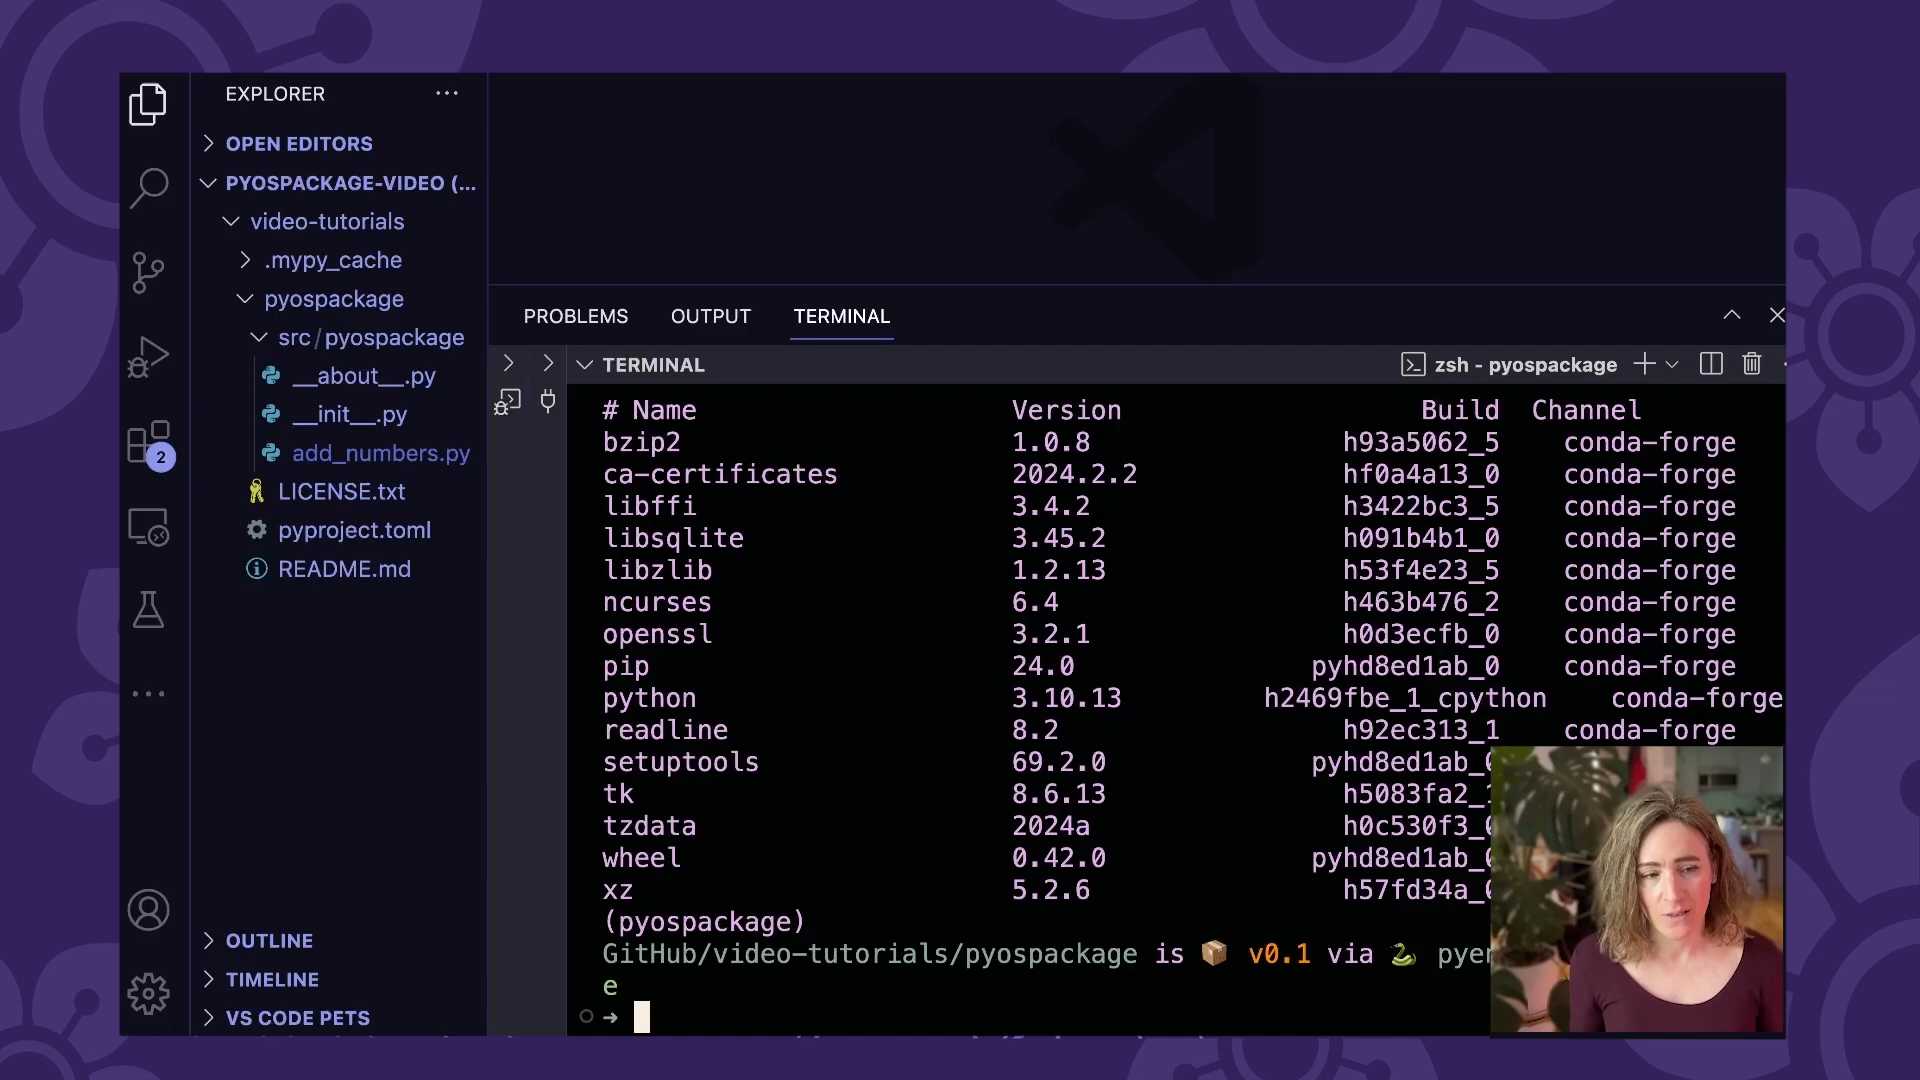 EXPLORER
OPEN EDITORS
PYOSPACKAGE-VIDEO (...
video-tutorials
.mypy_cache
pyospackage
src/pyospackage
__about__.py
__init__.py
add_numbers.py
LICENSE.txt
pyproject.toml
README.md
OUTLINE
TIMELINE
VS CODE PETS
2
PROBLEMS OUTPUT TERMINAL
TERMINAL zsh - pyospackage
# Name Version Build Channel
bzip2 1.0.8 h93a5062_5 conda-forge
ca-certificates 2024.2.2 hf0a4a13_0 conda-forge
libffi 3.4.2 h3422bc3_5 conda-forge
libsqlite 3.45.2 h091b4b1_0 conda-forge
libzlib 1.2.13 h53f4e23_5 conda-forge
ncurses 6.4 h463b476_2 conda-forge
openssl 3.2.1 h0d3ecfb_0 conda-forge
pip 24.0 pyhd8ed1ab_0 conda-forge
python 3.10.13 h2469fbe_1_cpython conda-forge
readline 8.2 h92ec313_1 conda-forge
setuptools 69.2.0 pyhd8ed1ab_0
tk 8.6.13 h5083fa2_1
tzdata 2024a h0c530f3_0
wheel 0.42.0 pyhd8ed1ab_0
xz 5.2.6 h57fd34a_0
(pyospackage)
GitHub/video-tutorials/pyospackage is 📦 v0.1 via 🐍 pyen
e
➜